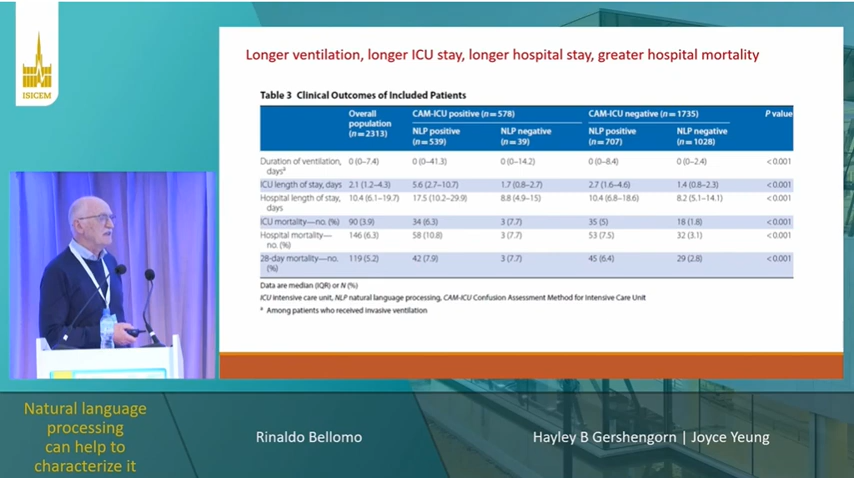 ISICEM
Longer ventilation, longer ICU stay, longer hospital stay, greater hospital mortality
Table 3 Clinical Outcomes of Included Patients
Overall population (n = 2313) CAM-ICU positive (n = 578) CAM-ICU negative (n = 1735) P value
NLP positive (n = 539) NLP negative (n = 39) NLP positive (n = 707) NLP negative (n = 1028)
Duration of ventilation, daysª 0 (0–7.4) 0 (0–41.3) 0 (0–14.2) 0 (0–8.4) 0 (0–2.4) < 0.001
ICU length of stay, days 2.1 (1.2–4.3) 5.6 (2.7–10.7) 1.7 (0.8–2.7) 2.7 (1.6–4.6) 1.4 (0.8–2.3) < 0.001
Hospital length of stay, days 10.4 (6.1–19.7) 17.5 (10.2–29.9) 8.8 (4.9–15) 10.4 (6.8–18.6) 8.2 (5.1–14.1) < 0.001
ICU mortality—no. (%) 90 (3.9) 34 (6.3) 3 (7.7) 35 (5) 18 (1.8) < 0.001
Hospital mortality—no. (%) 146 (6.3) 58 (10.8) 3 (7.7) 53 (7.5) 32 (3.1) < 0.001
28-day mortality—no. (%) 119 (5.2) 42 (7.9) 3 (7.7) 45 (6.4) 29 (2.8) < 0.001
Data are median (IQR) or N (%)
ICU intensive care unit, NLP natural language processing, CAM-ICU Confusion Assessment Method for Intensive Care Unit
ª Among patients who received invasive ventilation
Natural language
processing
can help to
characterize it
Rinaldo Bellomo
Hayley B Gershengorn | Joyce Yeung